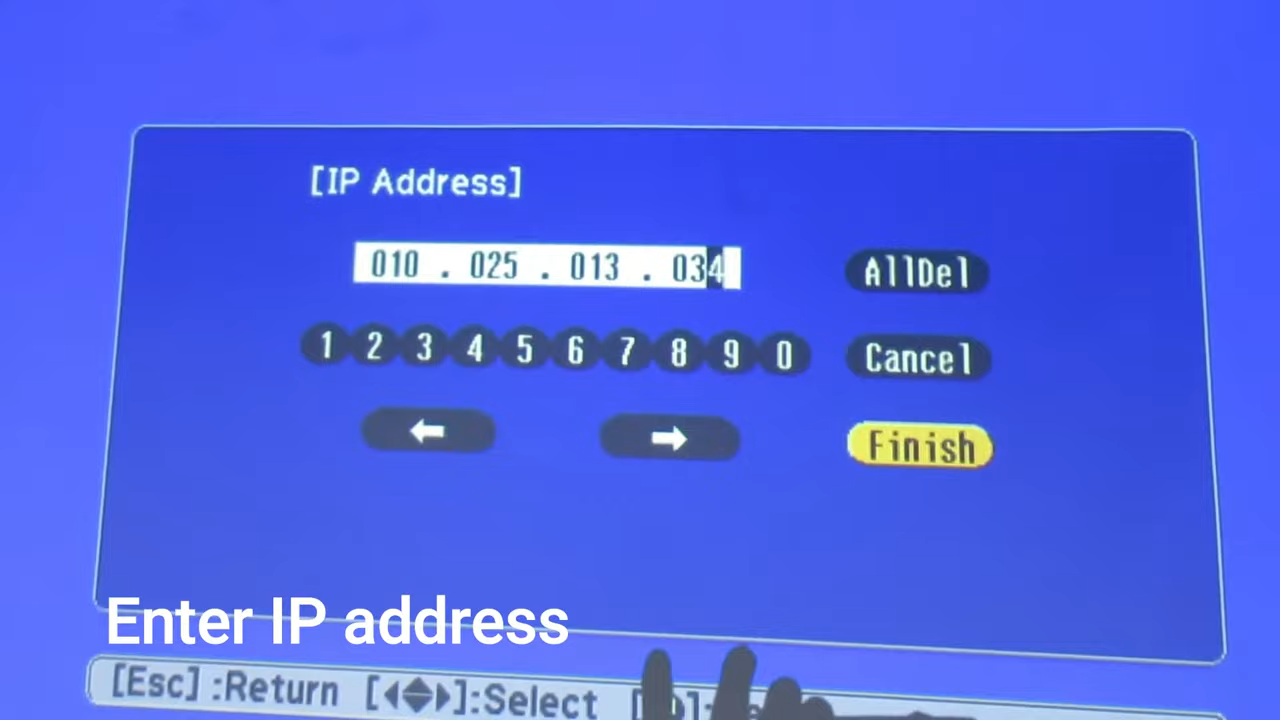 [IP Address]
010 . 025 . 013 . 034
AllDel
1 2 3 4 5 6 7 8 9 0
Cancel
Finish
Enter IP address
[Esc] :Return [◀◆▶]:Select